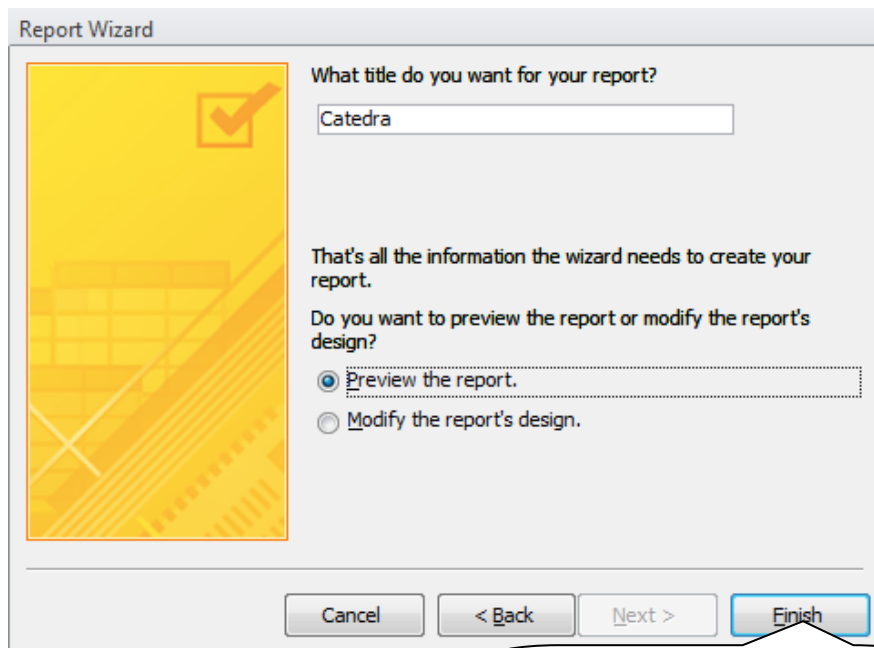 Report Wizard
What title do you want for your report?
Catedra
That's all the information the wizard needs to create your
report.
Do you want to preview the report or modify the report's
design?
Preview the report.
Modify the report's design.
Cancel
< Back
Next >
Finish